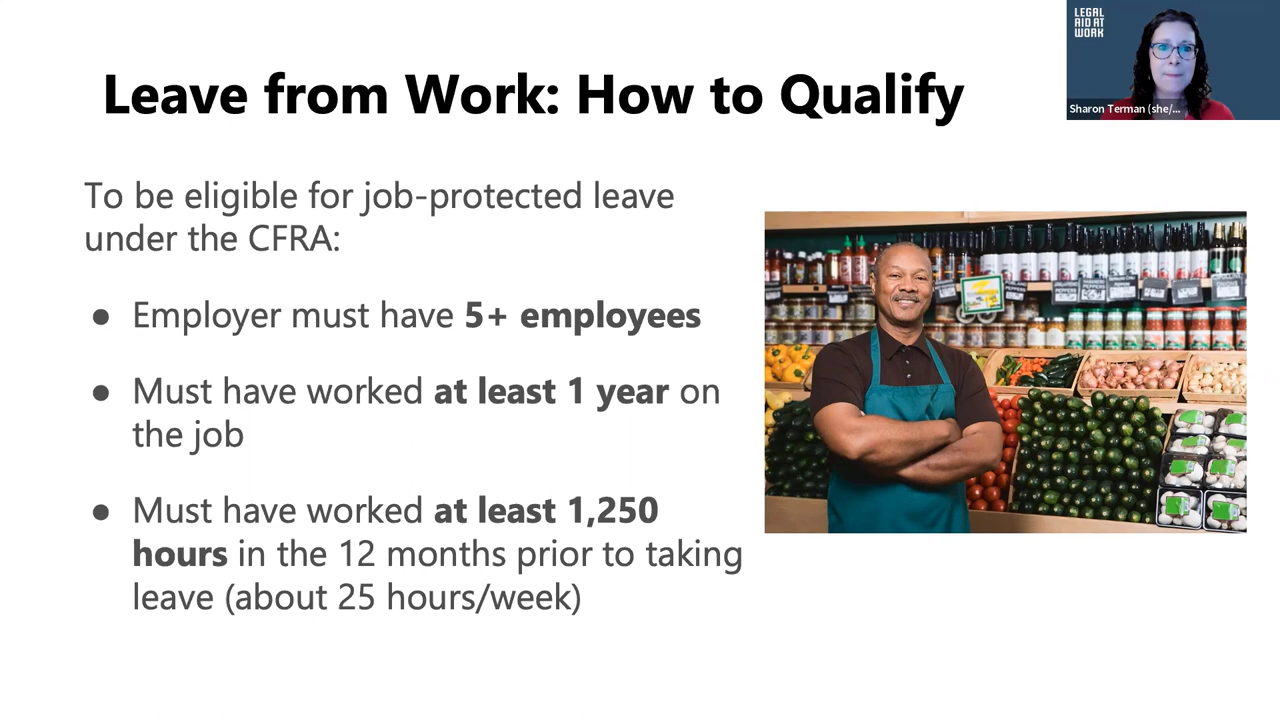 Leave from Work: How to Qualify
LEGAL
AID AT
WORK
Sharon Terman (she/...
To be eligible for job-protected leave
under the CFRA:
● Employer must have 5+ employees
● Must have worked at least 1 year on
the job
● Must have worked at least 1,250
hours in the 12 months prior to taking
leave (about 25 hours/week)